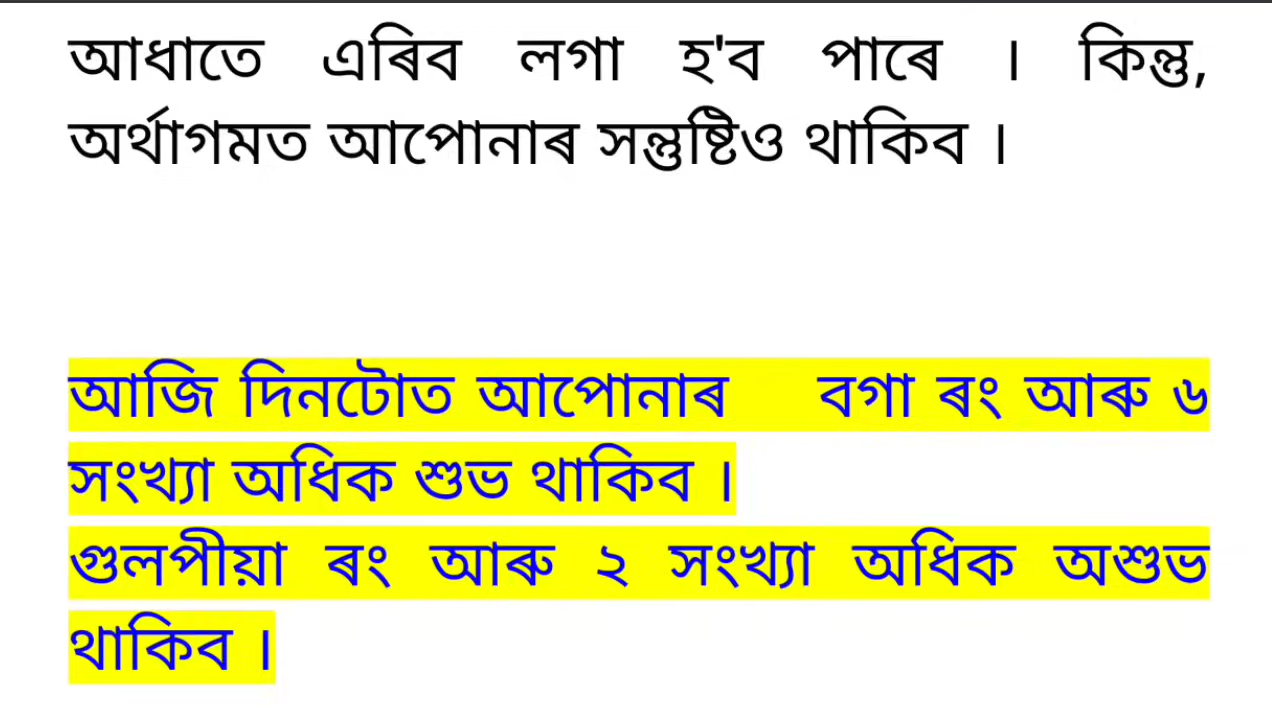 আধাতে এৰিব লগা হ'ব পাৰে । কিন্তু,
অৰ্থাগমত আপোনাৰ সন্তুষ্টিও থাকিব ।
আজি দিনটোত আপোনাৰ বগা ৰং আৰু ৬
সংখ্যা অধিক শুভ থাকিব ।
গুলপীয়া ৰং আৰু ২ সংখ্যা অধিক অশুভ
থাকিব ।